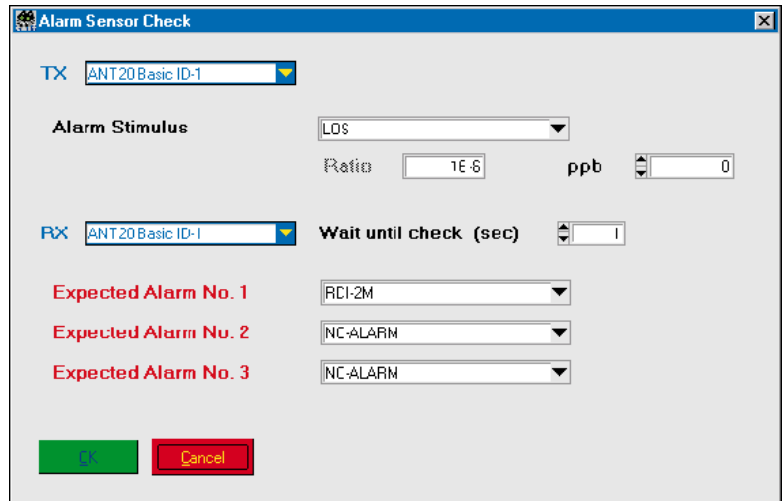 Alarm Sensor Check
TX ANT20 Basic ID-1
Alarm Stimulus LOS
Ratio 1E-6 ppb 0
RX ANT20 Basic ID-1 Wait until check (sec) 1
Expected Alarm No. 1 RDI-2M
Expected Alarm No. 2 NO-ALARM
Expected Alarm No. 3 NO-ALARM
OK Cancel